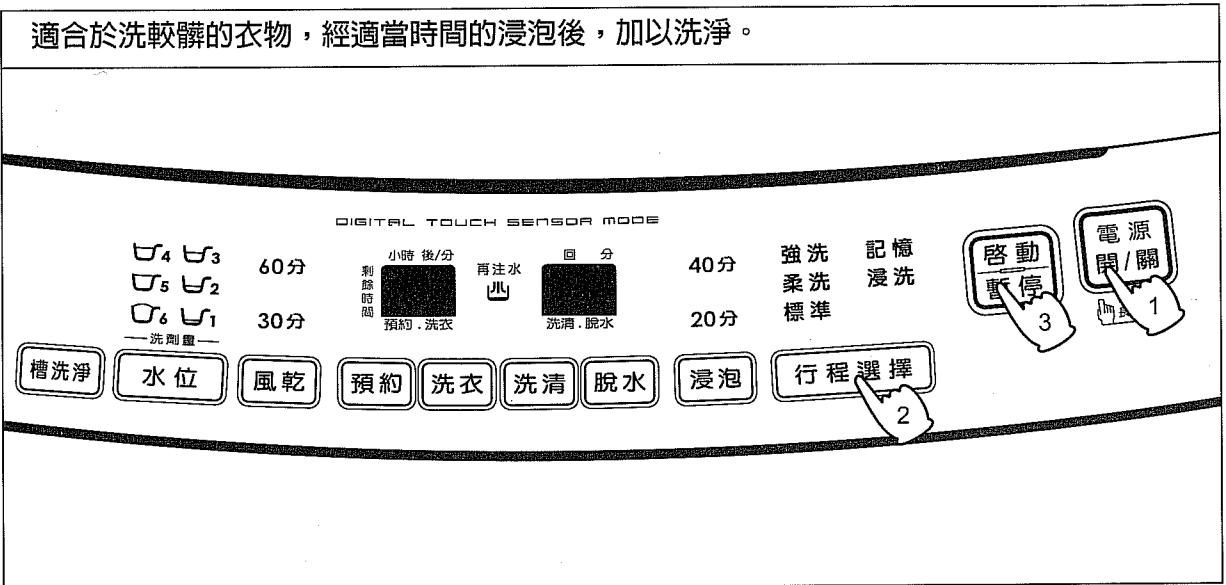 適合於洗較髒的衣物，經適當時間的浸泡後，加以洗淨。
DIGITAL TOUCH SENSOR MODE
4 3
5 2
6 1
洗劑量
60分
30分
小時 後/分
剩餘時間
預約.洗衣
再注水
回 分
洗清.脫水
40分
20分
強洗 記憶
柔洗 浸洗
標準
啓動
暫停
電源
開/關
1
3
2
槽洗淨
水位
風乾
預約
洗衣
洗清
脫水
浸泡
行程選擇